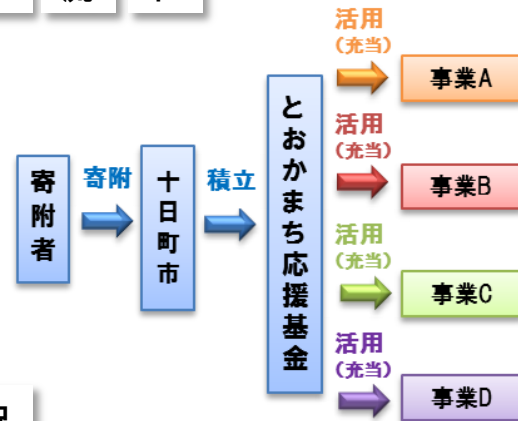 寄附者
寄附
十日町市
積立
とおかまち応援基金
活用
(充当)
事業A
活用
(充当)
事業B
活用
(充当)
事業C
活用
(充当)
事業D